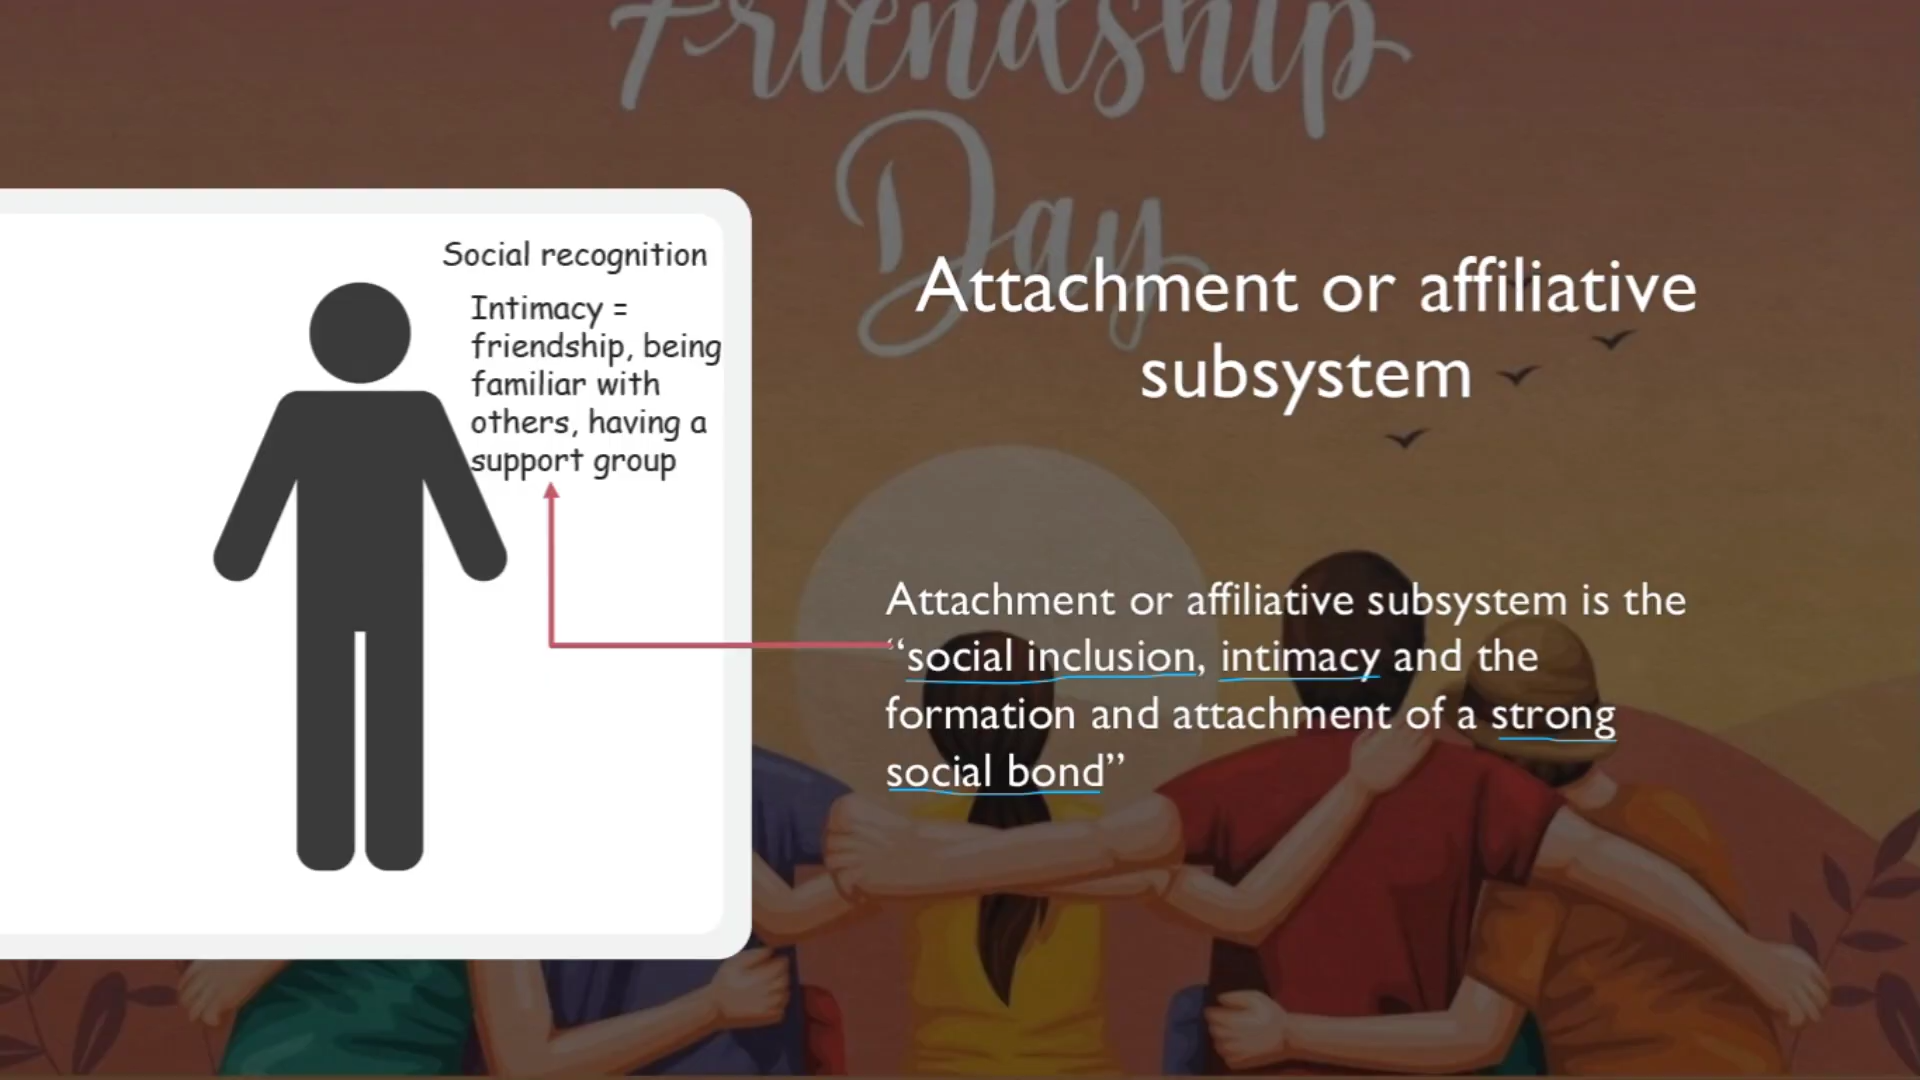 Friendship
Day
Social recognition
Intimacy =
friendship, being
familiar with
others, having a
support group
Attachment or affiliative
subsystem
Attachment or affiliative subsystem is the
“social inclusion, intimacy and the
formation and attachment of a strong
social bond”